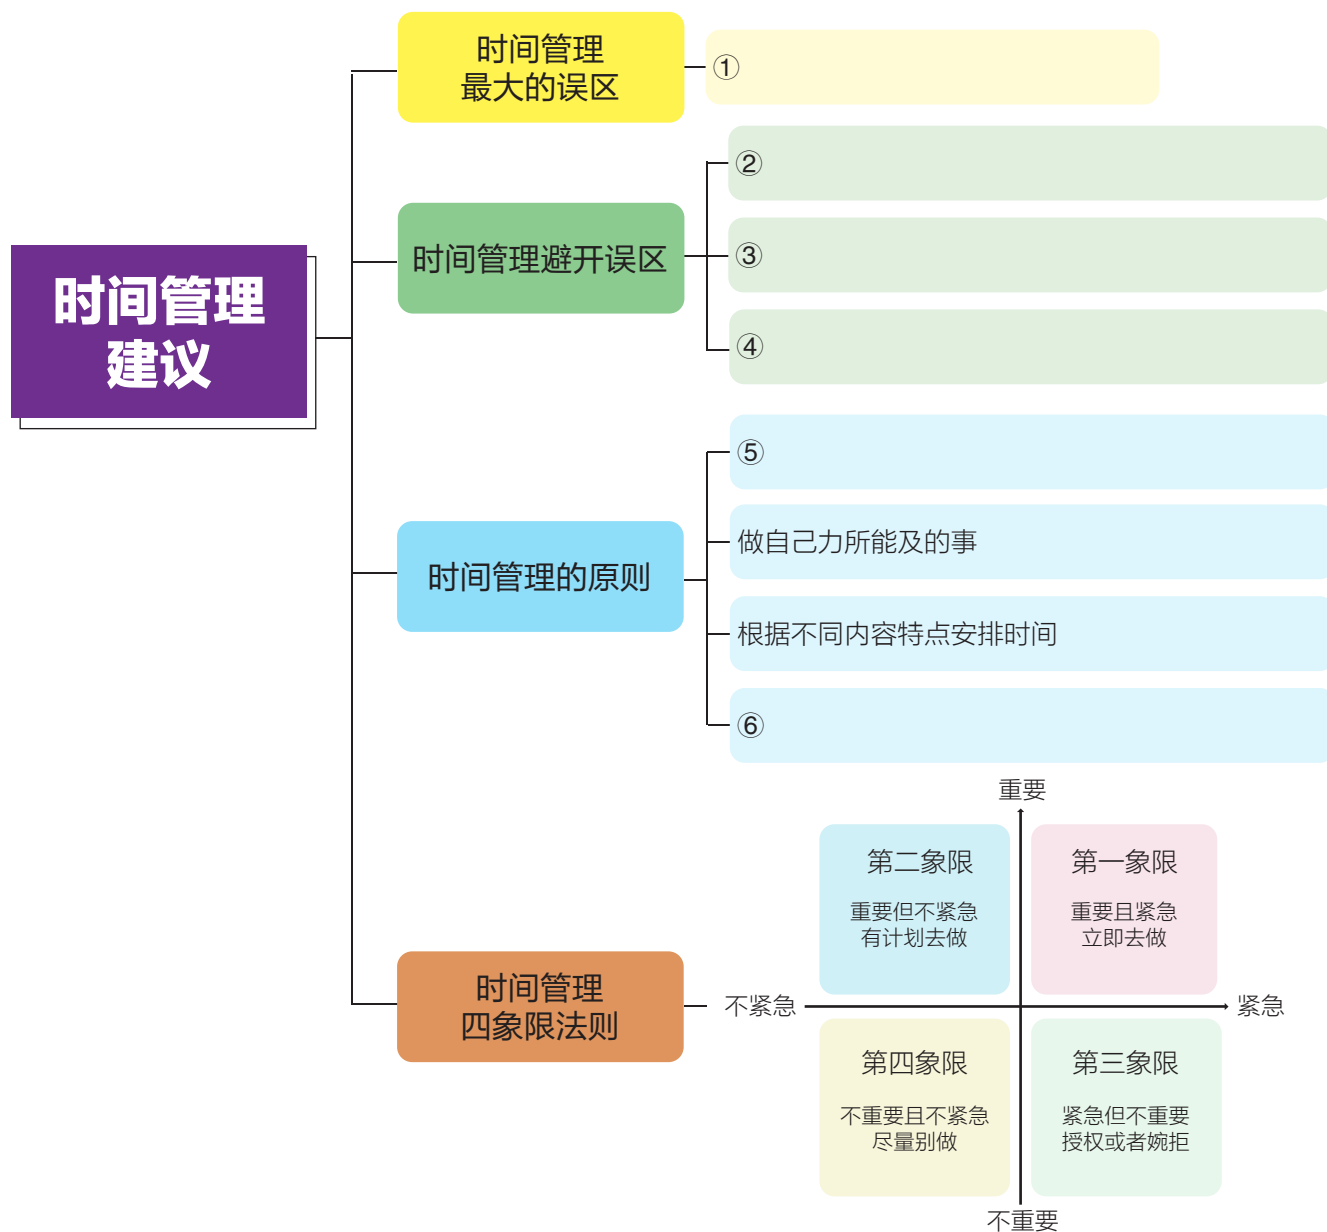 时间管理
建议
时间管理
最大的误区
①
时间管理避开误区
②
③
④
时间管理的原则
⑤
做自己力所能及的事
根据不同内容特点安排时间
⑥
时间管理
四象限法则
重要
第二象限
重要但不紧急
有计划去做
第一象限
重要且紧急
立即去做
不紧急
紧急
第四象限
不重要且不紧急
尽量别做
第三象限
紧急但不重要
授权或者婉拒
不重要